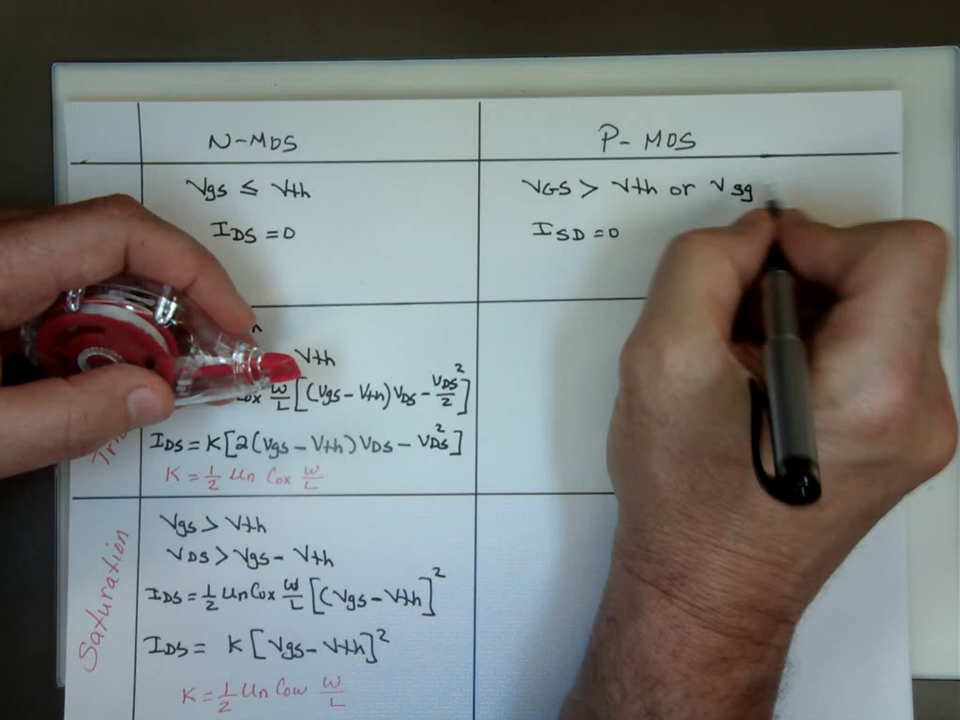 N-MOS
P-MOS
Vgs ≤ Vth
IDS = 0
VGS > Vth or Vsg
ISD = 0
Vth
W/L [(Vgs - Vth) VDS - VDS²/2]
IDS = K [2(Vgs - Vth) VDS - VDS²]
K = 1/2 Un Cox W/L
Saturation
Vgs > Vth
VDS > Vgs - Vth
IDS = 1/2 Un Cox W/L [(Vgs - Vth]²
IDS = K [Vgs - Vth]²
K = 1/2 Un Cow W/L